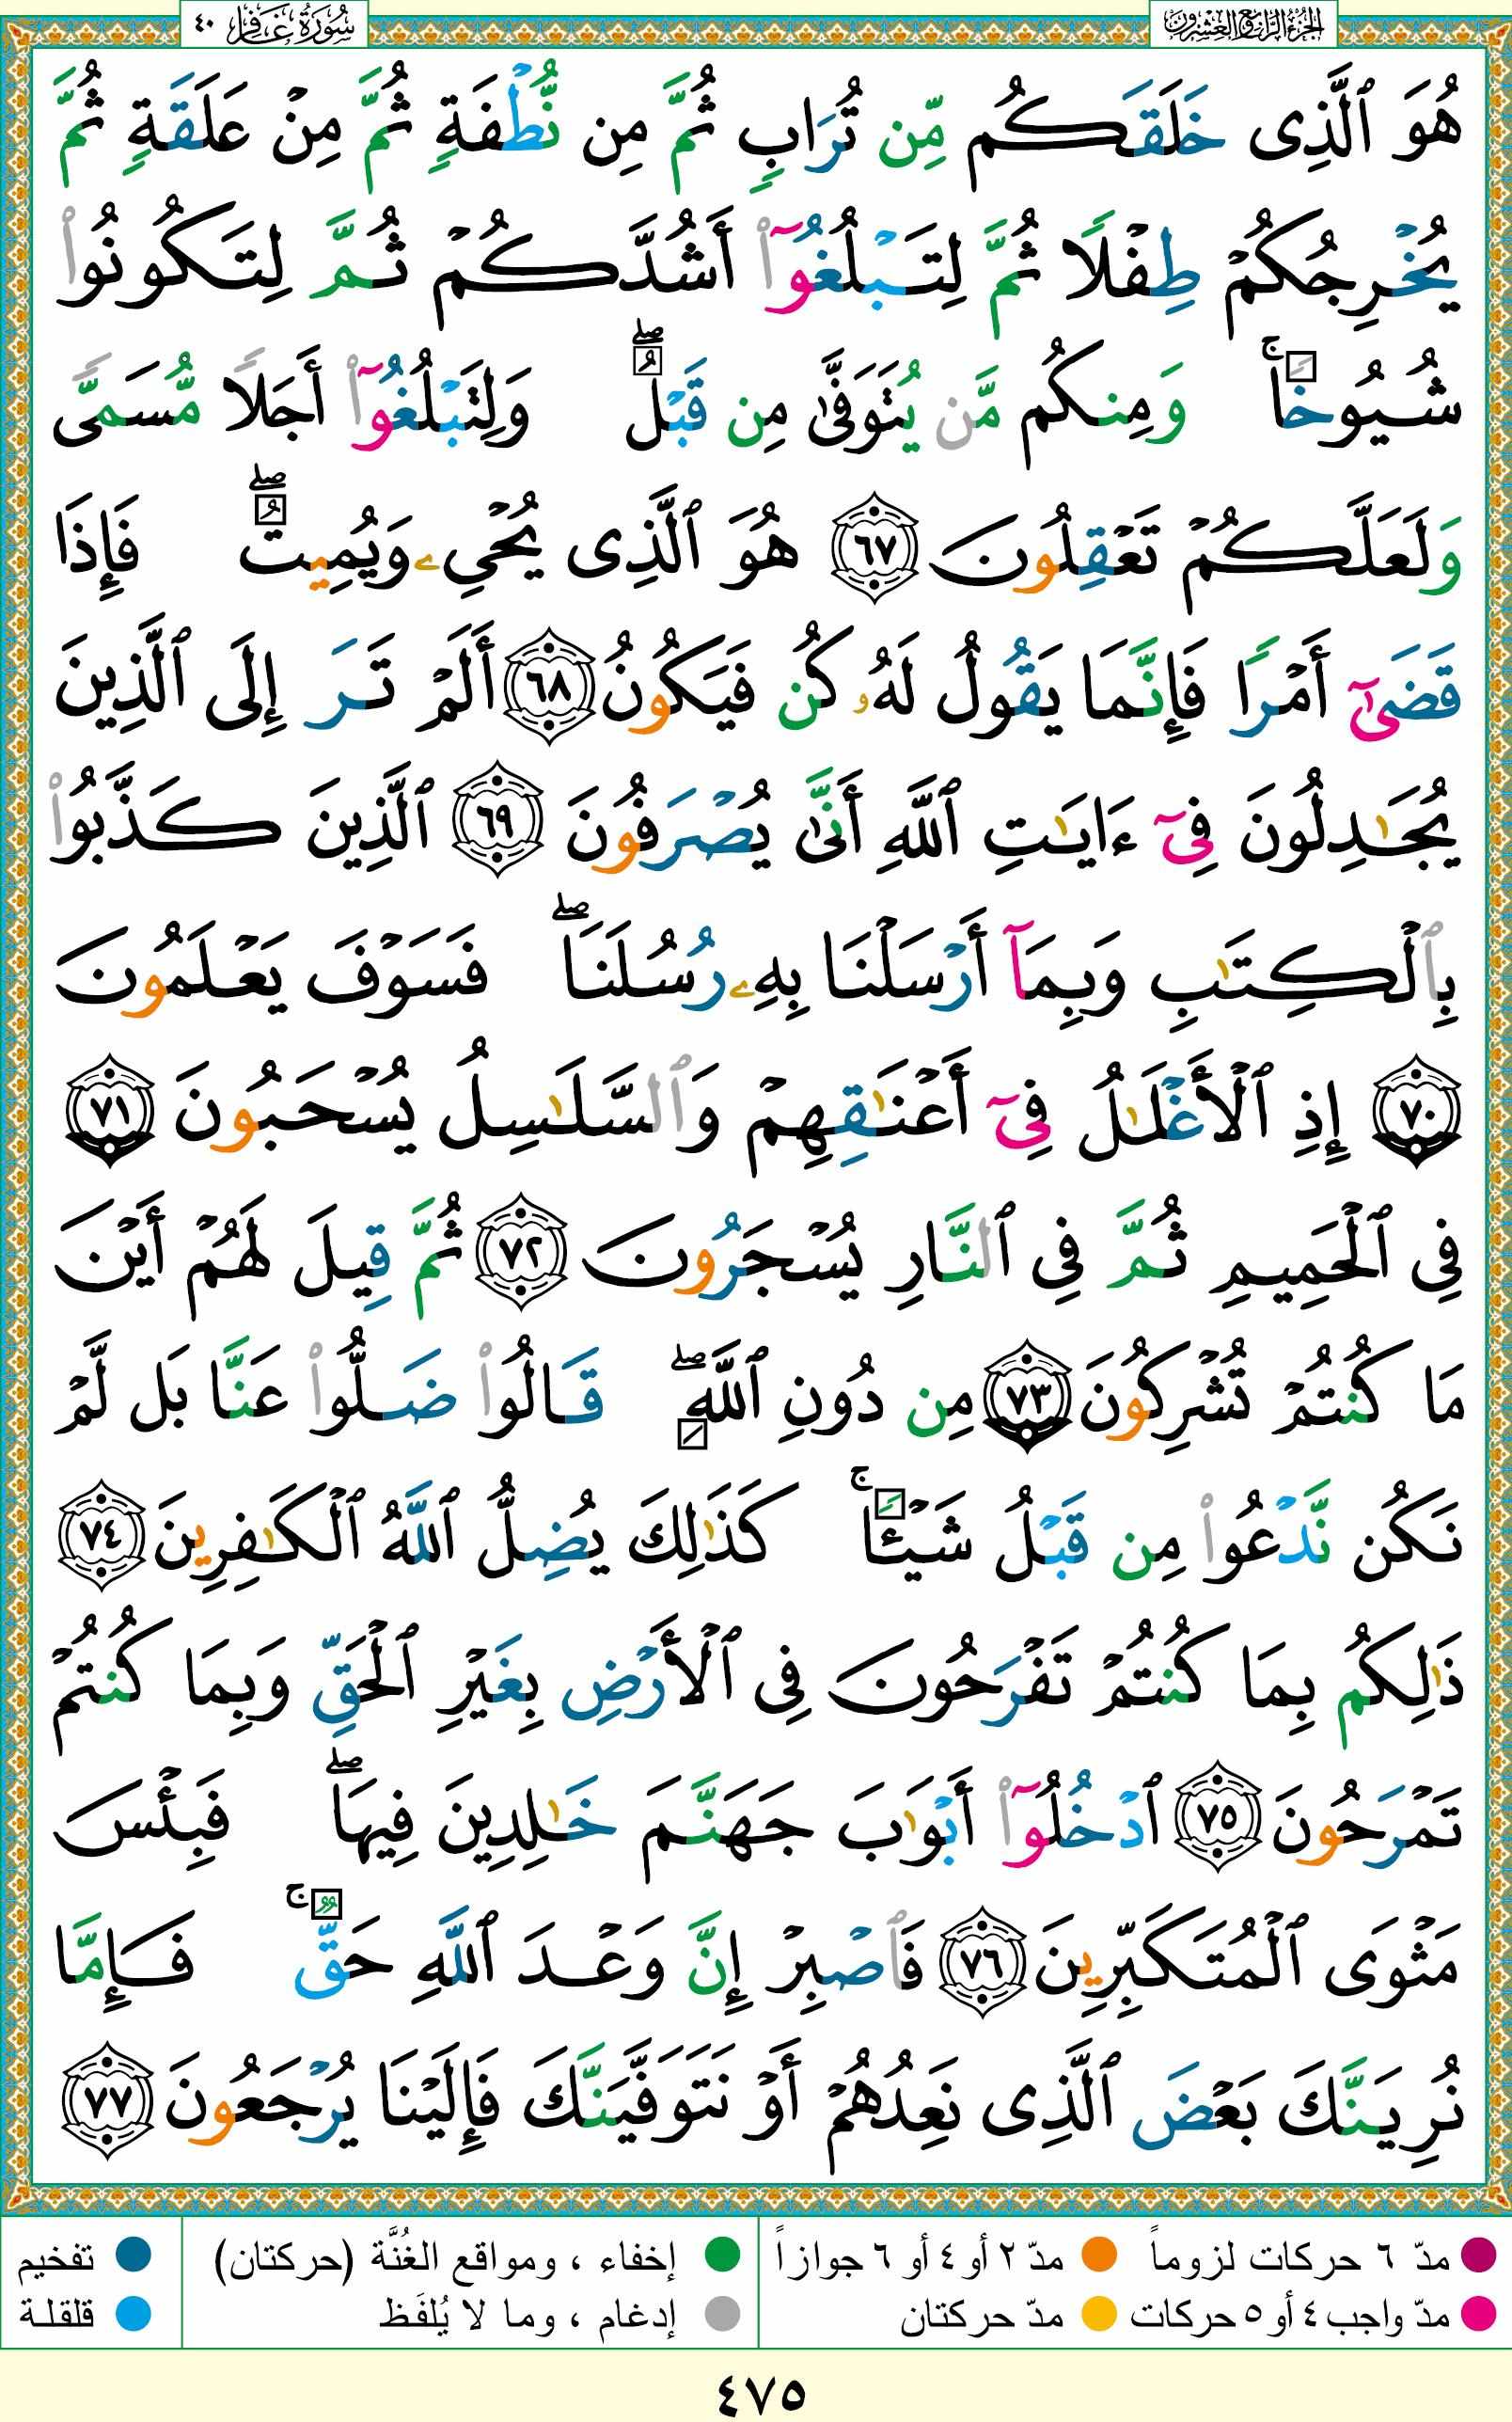 الجزء الرابع والعشرون
سورة غافر ٤٠
هُوَ ٱلَّذِى خَلَقَكُم مِّن تُرَابٍ ثُمَّ مِن نُّطْفَةٍ ثُمَّ مِنْ عَلَقَةٍ ثُمَّ
يُخْرِجُكُمْ طِفْلًا ثُمَّ لِتَبْلُغُوٓا۟ أَشُدَّكُمْ ثُمَّ لِتَكُونُوا۟
شُيُوخًا ۚ وَمِنكُم مَّن يُتَوَفَّىٰ مِن قَبْلُ ۖ وَلِتَبْلُغُوٓا۟ أَجَلًا مُّسَمًّى
وَلَعَلَّكُمْ تَعْقِلُونَ ٦٧ هُوَ ٱلَّذِى يُحْىِۦ وَيُمِيتُ ۖ فَإِذَا
قَضَىٰٓ أَمْرًا فَإِنَّمَا يَقُولُ لَهُۥ كُن فَيَكُونُ ٦٨ أَلَمْ تَرَ إِلَى ٱلَّذِينَ
يُجَـٰدِلُونَ فِىٓ ءَايَـٰتِ ٱللَّهِ أَنَّىٰ يُصْرَفُونَ ٦٩ ٱلَّذِينَ كَذَّبُوا۟
بِٱلْكِتَـٰبِ وَبِمَآ أَرْسَلْنَا بِهِۦ رُسُلَنَا ۖ فَسَوْفَ يَعْلَمُونَ
٧٠ إِذِ ٱلْأَغْلَـٰلُ فِىٓ أَعْنَـٰقِهِمْ وَٱلسَّلَـٰسِلُ يُسْحَبُونَ ٧١
فِى ٱلْحَمِيمِ ثُمَّ فِى ٱلنَّارِ يُسْجَرُونَ ٧٢ ثُمَّ قِيلَ لَهُمْ أَيْنَ
مَا كُنتُمْ تُشْرِكُونَ ٧٣ مِن دُونِ ٱللَّهِ ۖ قَالُوا۟ ضَلُّوا۟ عَنَّا بَل لَّمْ
نَكُن نَّدْعُوا۟ مِن قَبْلُ شَيْـًٔا ۚ كَذَٰلِكَ يُضِلُّ ٱللَّهُ ٱلْكَـٰفِرِينَ ٧٤
ذَٰلِكُم بِمَا كُنتُمْ تَفْرَحُونَ فِى ٱلْأَرْضِ بِغَيْرِ ٱلْحَقِّ وَبِمَا كُنتُمْ
تَمْرَحُونَ ٧٥ ٱدْخُلُوٓا۟ أَبْوَٰبَ جَهَنَّمَ خَـٰلِدِينَ فِيهَا ۖ فَبِئْسَ
مَثْوَى ٱلْمُتَكَبِّرِينَ ٧٦ فَٱصْبِرْ إِنَّ وَعْدَ ٱللَّهِ حَقٌّ ۚ فَإِمَّا
نُرِيَنَّكَ بَعْضَ ٱلَّذِى نَعِدُهُمْ أَوْ نَتَوَفَّيَنَّكَ فَإِلَيْنَا يُرْجَعُونَ ٧٧
مدّ ٦ حركات لزوماً مدّ ٢ أو ٤ أو ٦ جوازاً إخفاء ، ومواقع الغُنَّة (حركتان) تفخيم
مدّ واجب ٤ أو ٥ حركات مدّ حركتان إدغام ، وما لا يُلفَظ قلقلة
٤٧٥